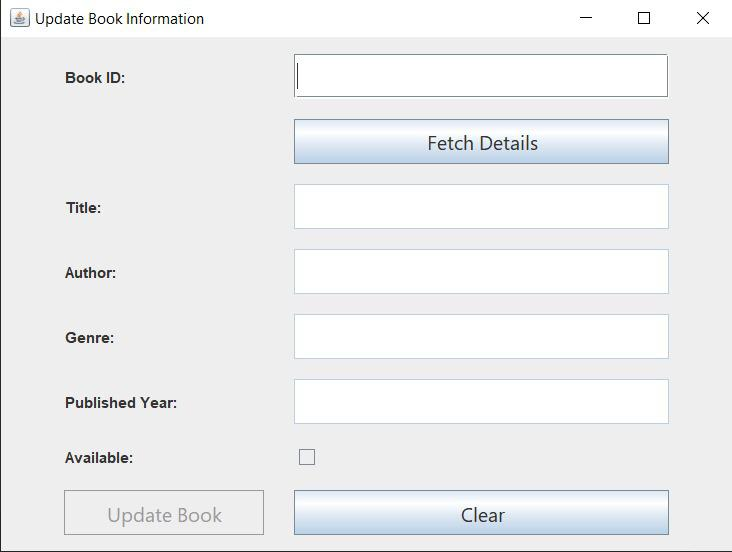 Update Book Information
Book ID:
Fetch Details
Title:
Author:
Genre:
Published Year:
Available:
Update Book
Clear